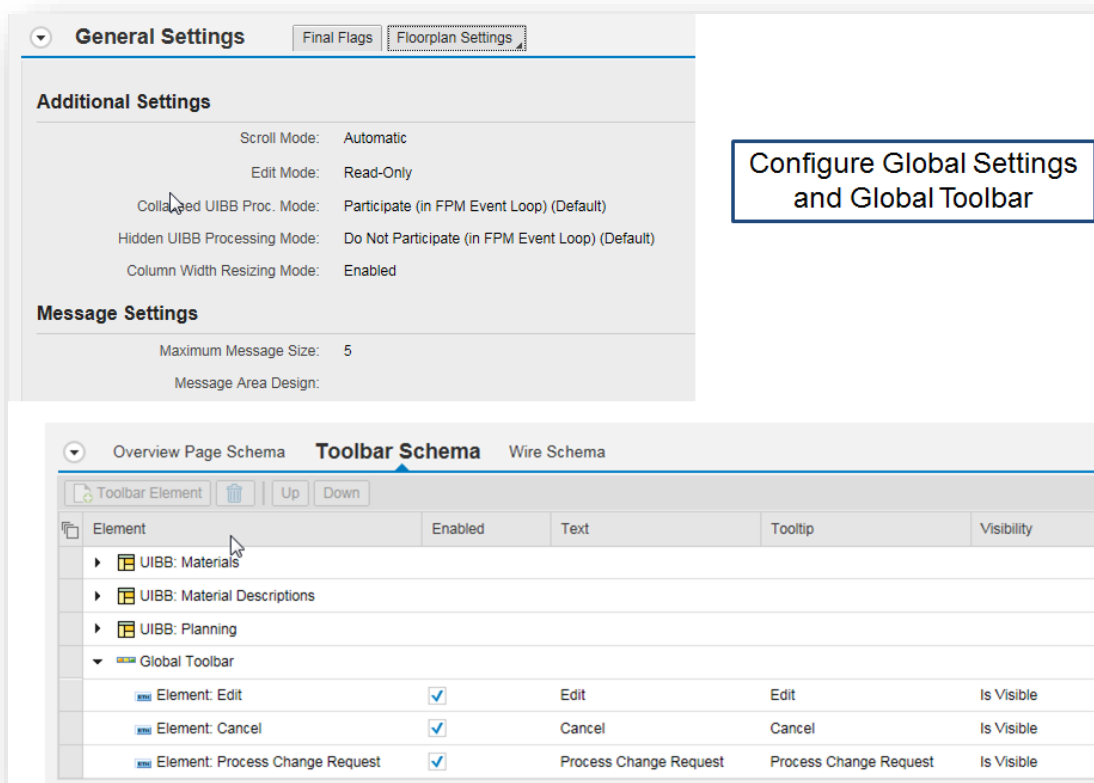 General Settings Final Flags Floorplan Settings
Additional Settings
Scroll Mode: Automatic
Edit Mode: Read-Only
Collapsed UIBB Proc. Mode: Participate (in FPM Event Loop) (Default)
Hidden UIBB Processing Mode: Do Not Participate (in FPM Event Loop) (Default)
Column Width Resizing Mode: Enabled
Message Settings
Maximum Message Size: 5
Message Area Design:
Configure Global Settings
and Global Toolbar
Overview Page Schema Toolbar Schema Wire Schema
Toolbar Element Up Down
Element Enabled Text Tooltip Visibility
UIBB: Materials
UIBB: Material Descriptions
UIBB: Planning
Global Toolbar
Element: Edit Edit Edit Is Visible
Element: Cancel Cancel Cancel Is Visible
Element: Process Change Request Process Change Request Process Change Request Is Visible